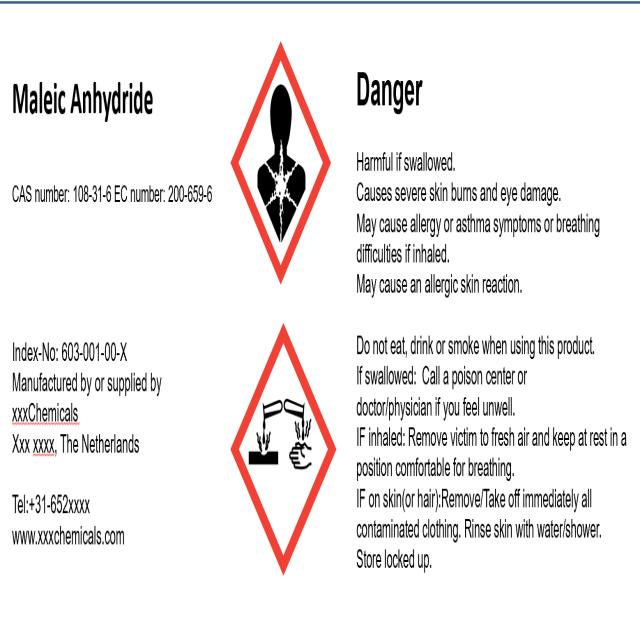 Maleic Anhydride
CAS number: 108-31-6 EC number: 200-659-6
Index-No: 603-001-00-X
Manufactured by or supplied by
xxxChemicals
Xxx xxxx, The Netherlands
Tel:+31-652xxxx
www.xxxchemicals.com
Danger
Harmful if swallowed.
Causes severe skin burns and eye damage.
May cause allergy or asthma symptoms or breathing
difficulties if inhaled.
May cause an allergic skin reaction.
Do not eat, drink or smoke when using this product.
If swallowed: Call a poison center or
doctor/physician if you feel unwell.
IF inhaled: Remove victim to fresh air and keep at rest in a
position comfortable for breathing.
IF on skin(or hair):Remove/Take off immediately all
contaminated clothing. Rinse skin with water/shower.
Store locked up.